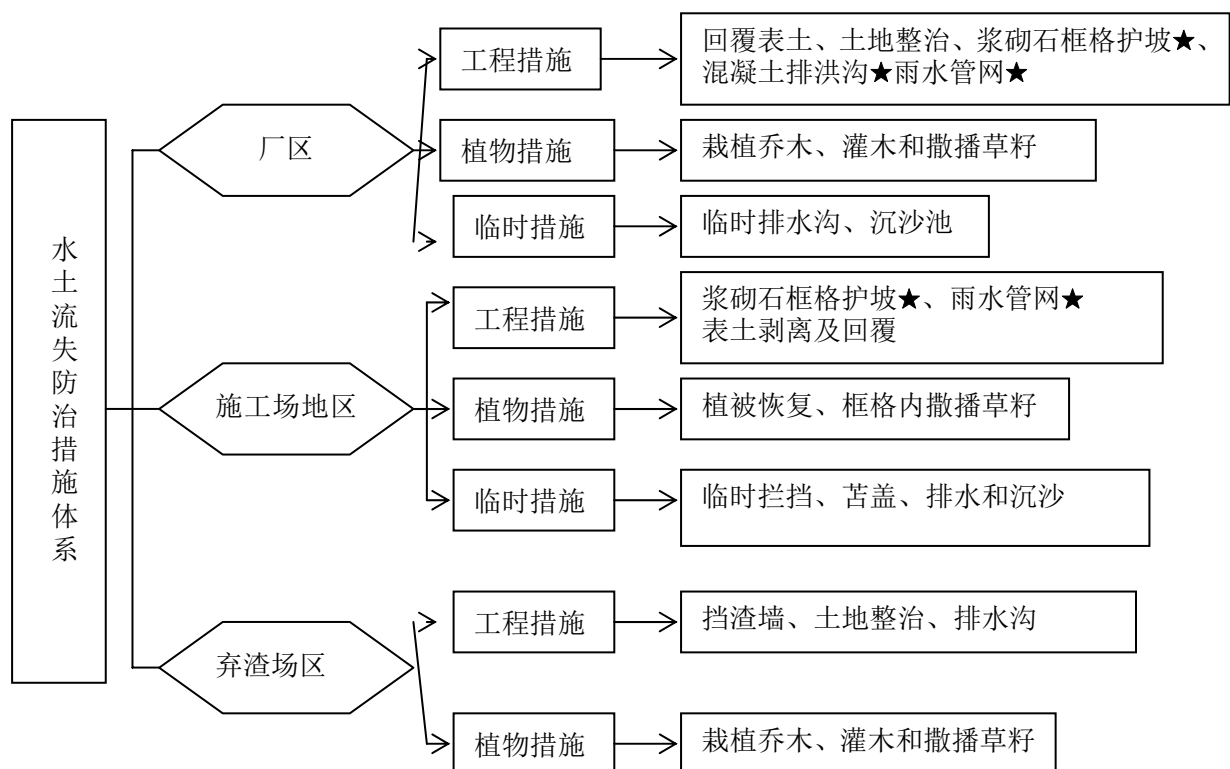 水土流失防治措施体系
厂区
工程措施
回覆表土、土地整治、浆砌石框格护坡★、
混凝土排洪沟★雨水管网★
植物措施
栽植乔木、灌木和撒播草籽
临时措施
临时排水沟、沉沙池
施工场地区
工程措施
浆砌石框格护坡★、雨水管网★
表土剥离及回覆
植物措施
植被恢复、框格内撒播草籽
临时措施
临时拦挡、苫盖、排水和沉沙
弃渣场区
工程措施
挡渣墙、土地整治、排水沟
植物措施
栽植乔木、灌木和撒播草籽